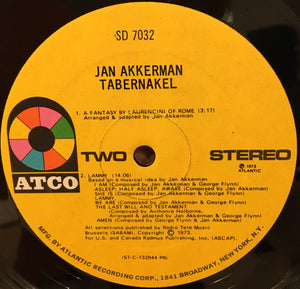 SD 7032
JAN AKKERMAN
TABERNAKEL
1. A FANTASY BY LAURENCINI OF ROME (3:17)
Arranged & adapted by Jan Akkerman
TWO
STEREO
ATCO
℗ 1973
ATLANTIC
2. LAMMY (14:06)
Based on a musical idea by Jan Akkerman
I AM (Composed by Jan Akkerman & George Flynn)
ASLEEP, HALF ASLEEP, AWAKE (Composed by Jan Akkerman)
SHE IS (Composed by Jan Akkerman & George Flynn)
LAMMY
WE ARE (Composed by Jan Akkerman & George Flynn)
THE LAST WILL AND TESTAMENT
(Composed by Anthonie Holborne,
Arranged & adapted by Jan Akkerman)
AMEN (Composed by Jan Akkerman & George Flynn)
All selections published by Radio Tele Music
Brussels (SABAM). Copyright © 1973.
For U.S. and Canada Radmus Publishing, Inc. (ASCAP).
(ST-C-732944 PR)
MFG. BY ATLANTIC RECORDING CORP., 1841 BROADWAY, NEW YORK, N.Y.